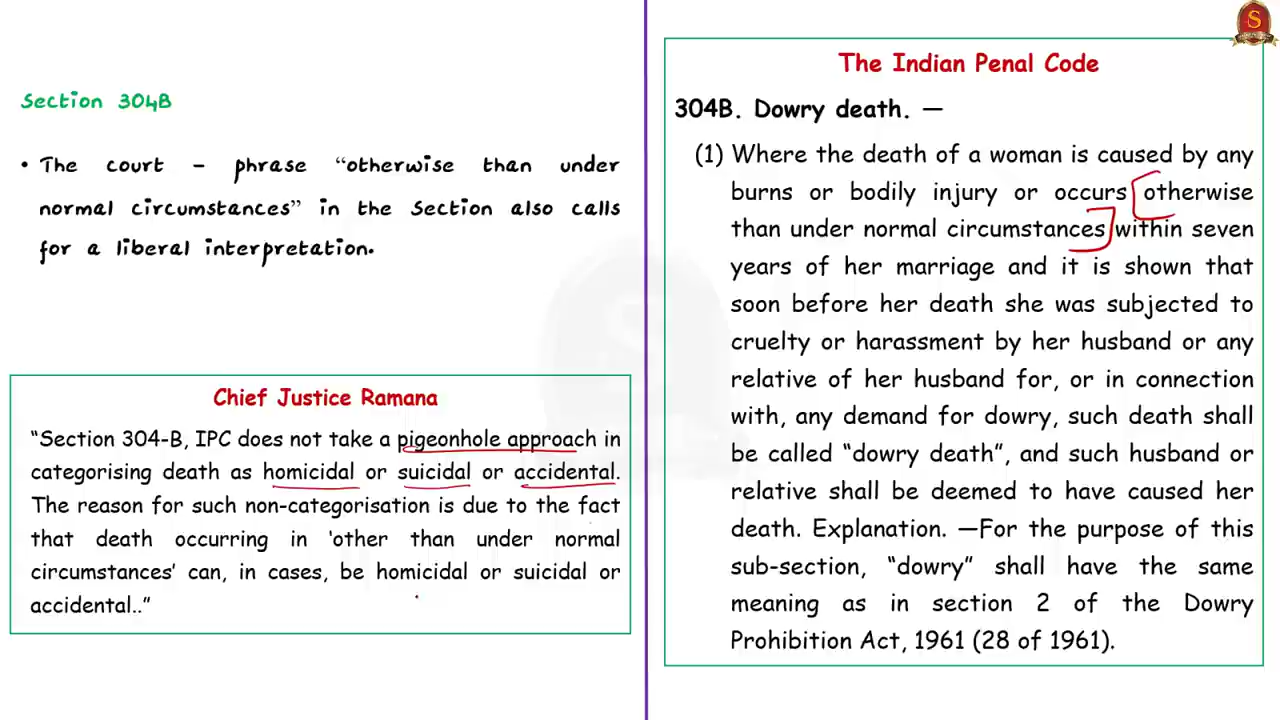 Section 304B
• The court – phrase “otherwise than under
normal circumstances” in the Section also calls
for a liberal interpretation.
Chief Justice Ramana
“Section 304-B, IPC does not take a pigeonhole approach in
categorising death as homicidal or suicidal or accidental.
The reason for such non-categorisation is due to the fact
that death occurring in ‘other than under normal
circumstances’ can, in cases, be homicidal or suicidal or
accidental..”
The Indian Penal Code
304B. Dowry death. —
(1) Where the death of a woman is caused by any
burns or bodily injury or occurs otherwise
than under normal circumstances within seven
years of her marriage and it is shown that
soon before her death she was subjected to
cruelty or harassment by her husband or any
relative of her husband for, or in connection
with, any demand for dowry, such death shall
be called “dowry death”, and such husband or
relative shall be deemed to have caused her
death. Explanation. —For the purpose of this
sub-section, “dowry” shall have the same
meaning as in section 2 of the Dowry
Prohibition Act, 1961 (28 of 1961).
S